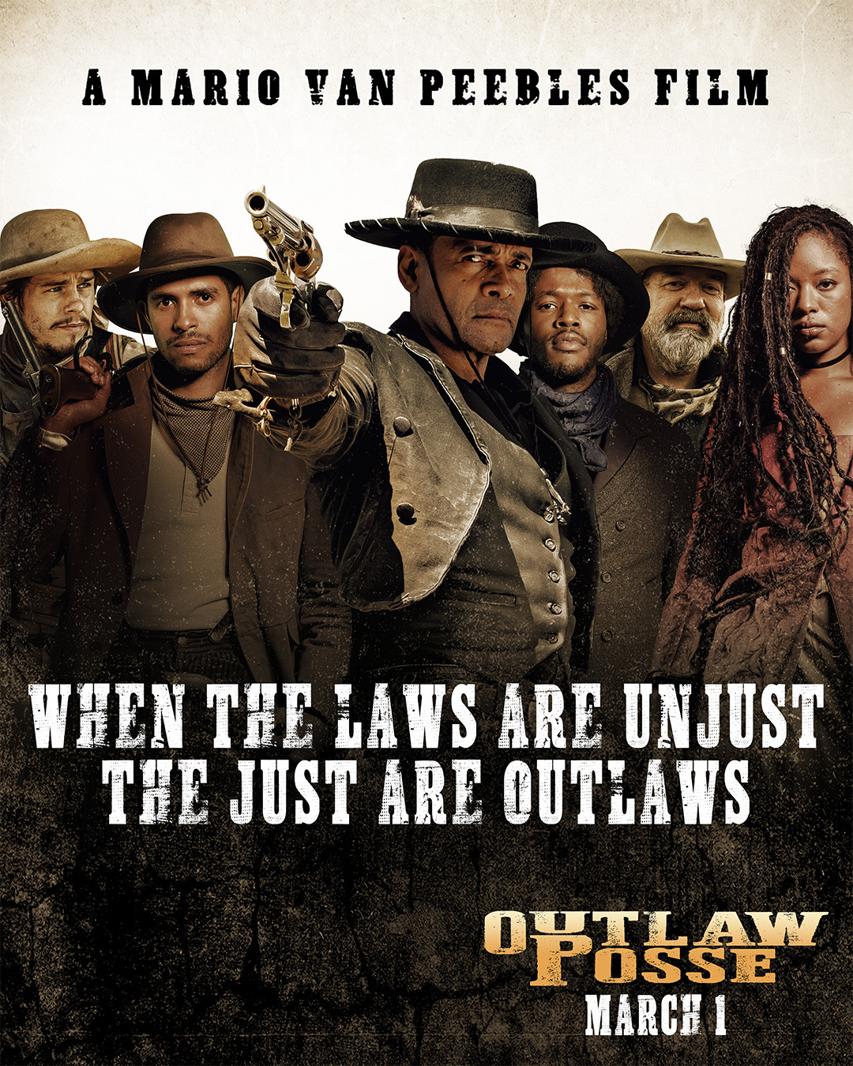 A MARIO VAN PEEBLES FILM
WHEN THE LAWS ARE UNJUST
THE JUST ARE OUTLAWS
OUTLAW
POSSE
MARCH 1